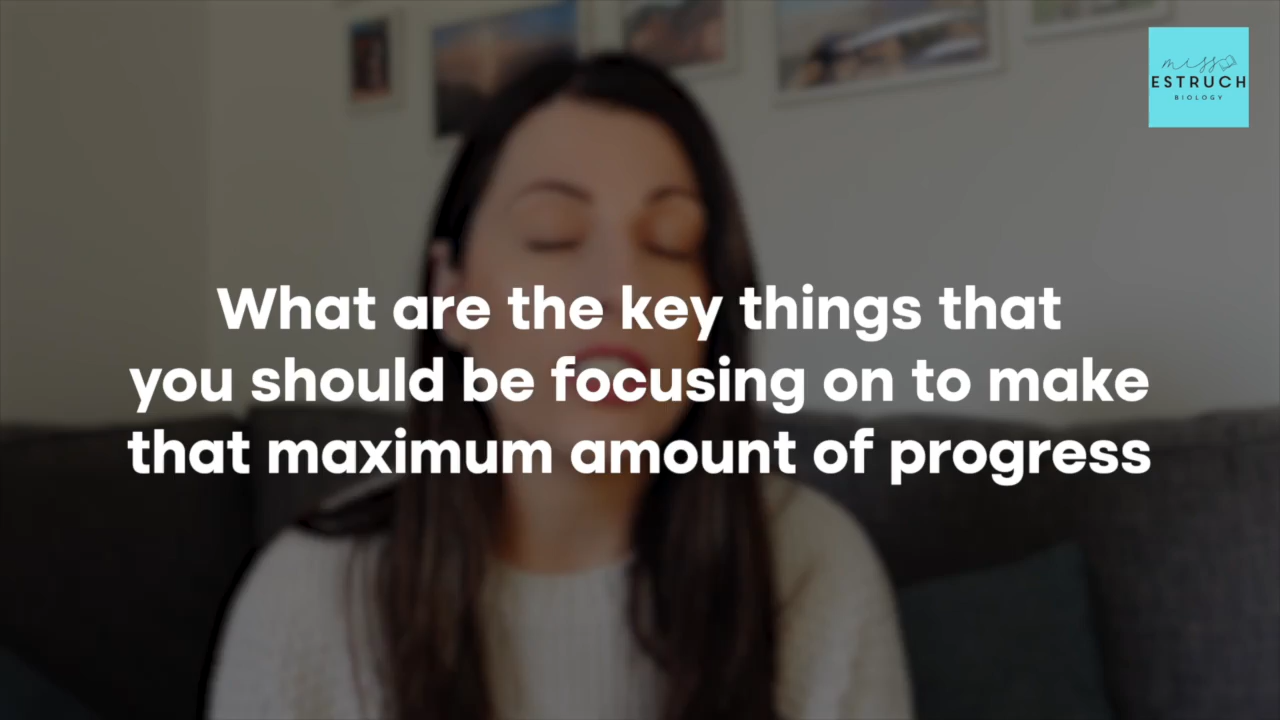 miss
ESTRUCH
BIOLOGY
What are the key things that
you should be focusing on to make
that maximum amount of progress